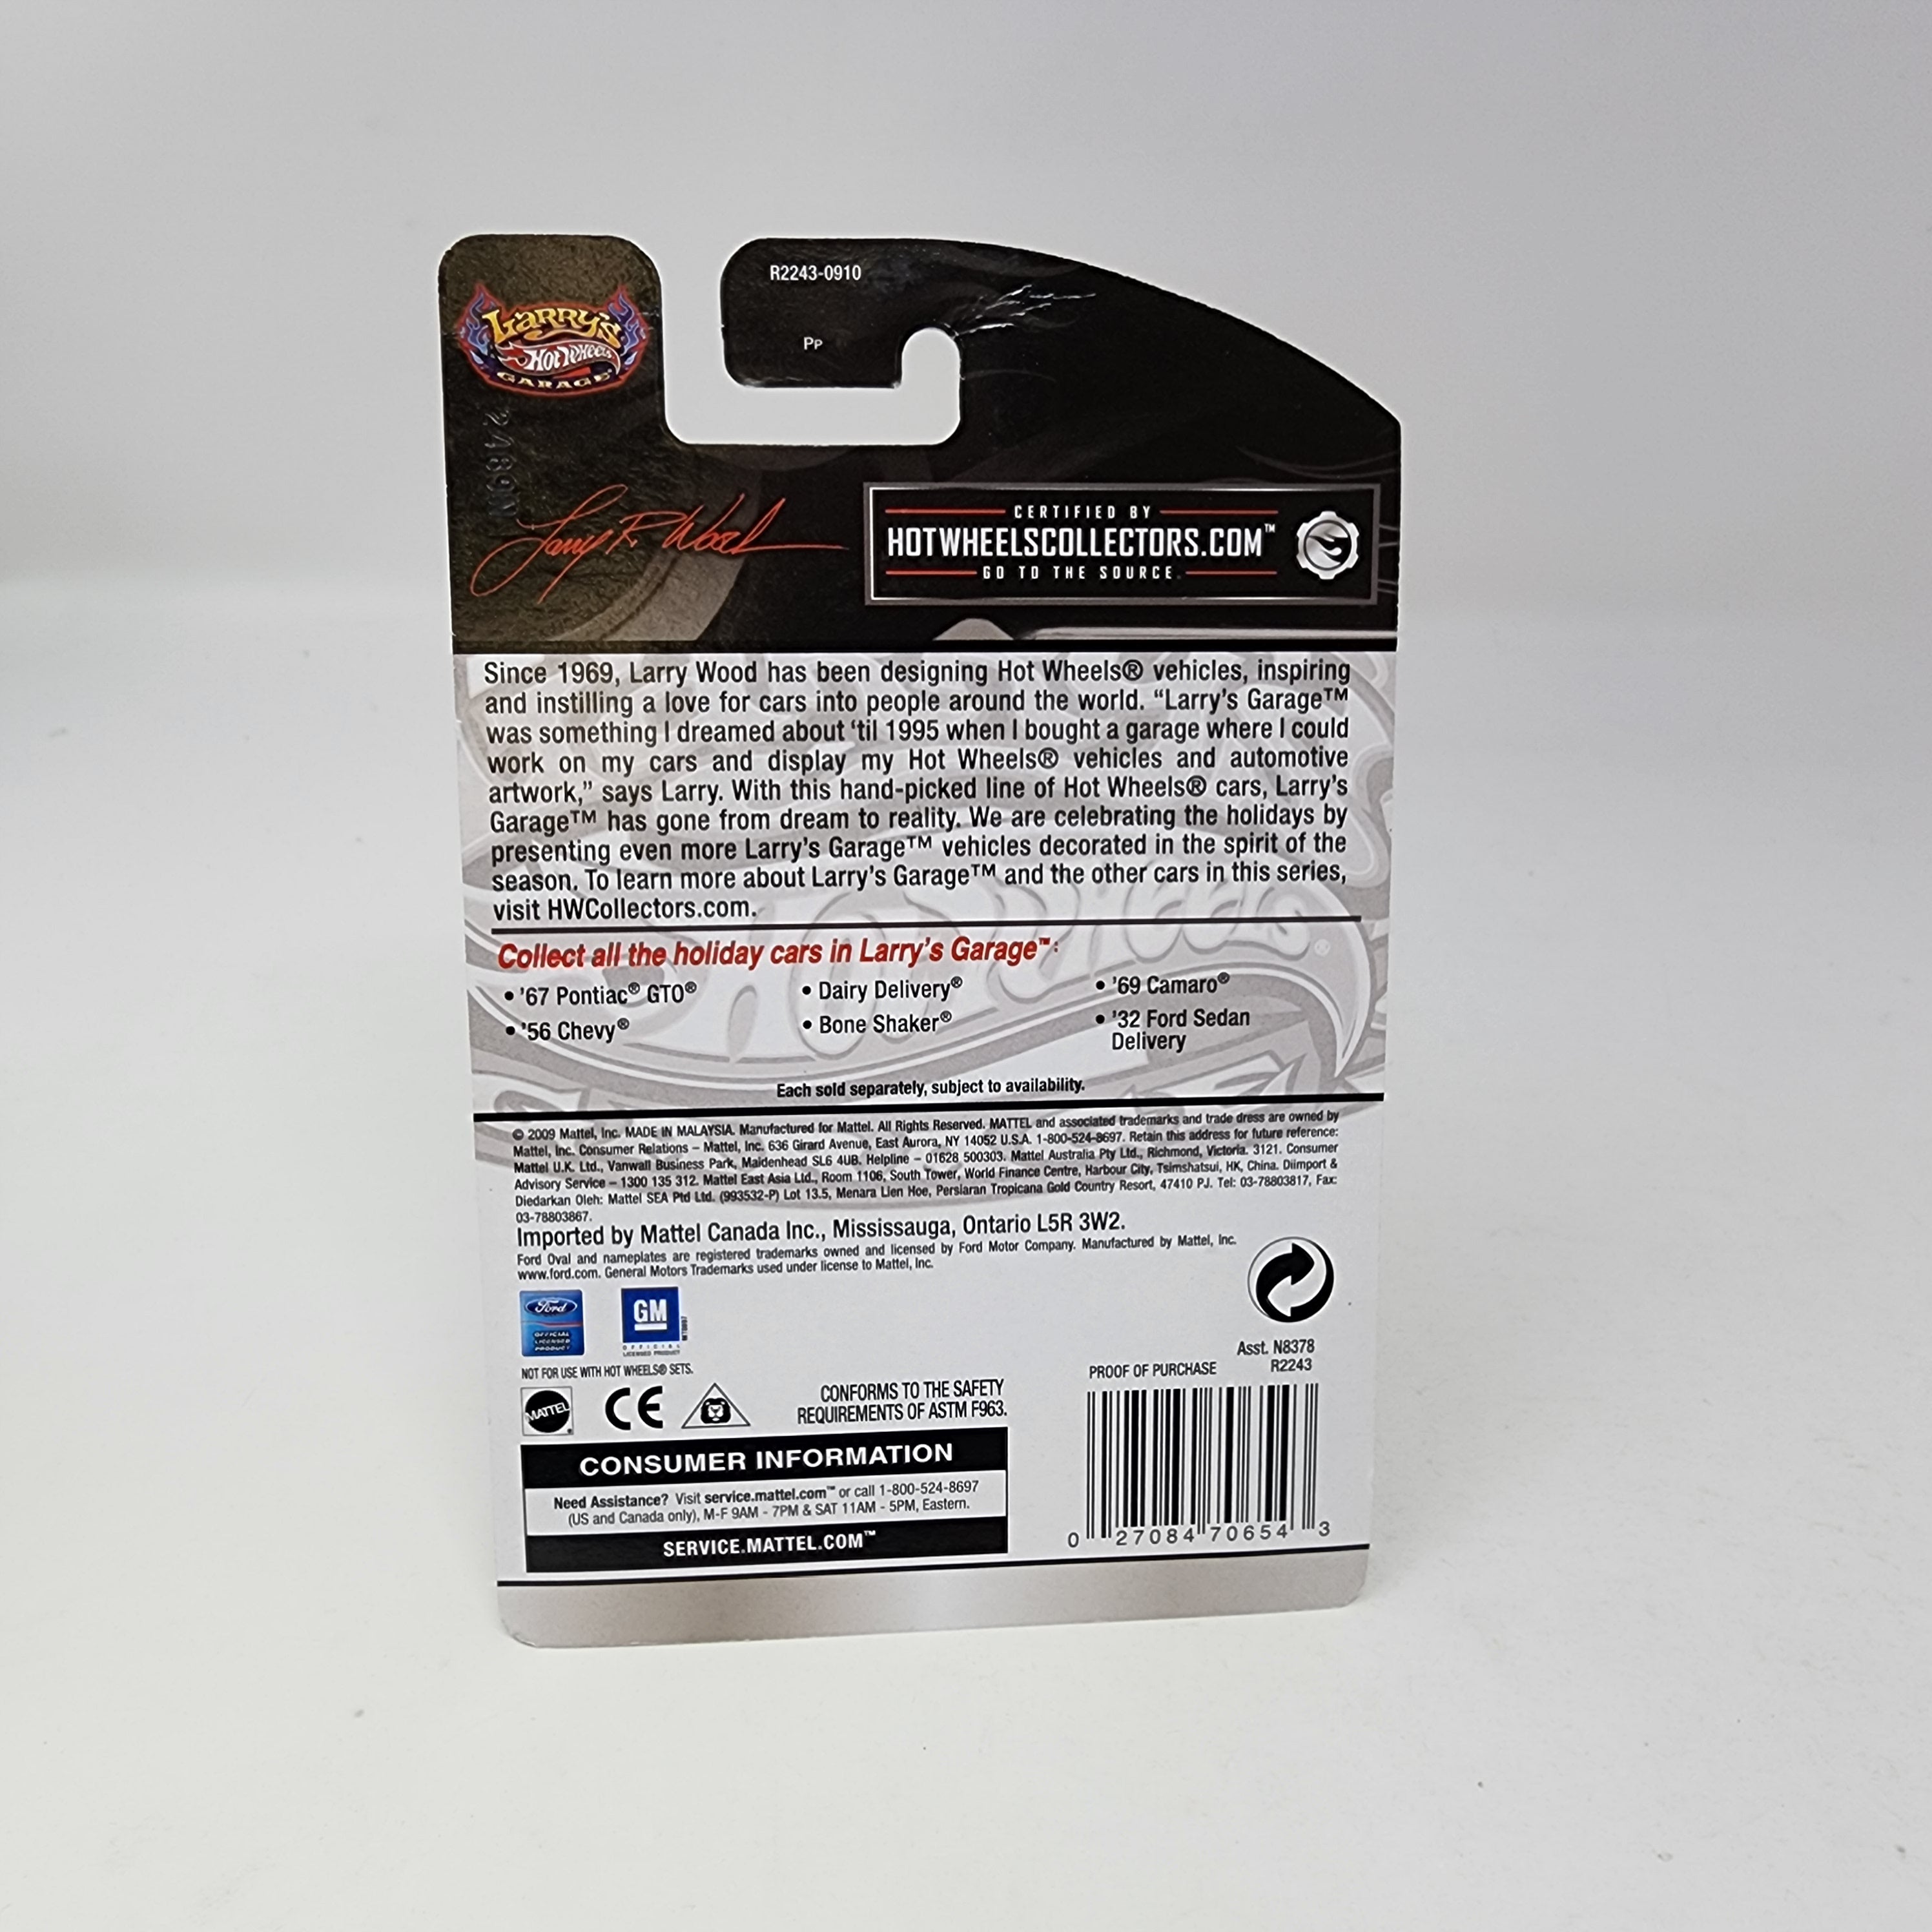 R2243-0910
Pp
LARRY'S
HOT WHEELS
GARAGE
2489N
Larry R. Wood
CERTIFIED BY
HOTWHEELSCOLLECTORS.COM™
GO TO THE SOURCE
Since 1969, Larry Wood has been designing Hot Wheels® vehicles, inspiring
and instilling a love for cars into people around the world. “Larry’s Garage™
was something I dreamed about ‘til 1995 when I bought a garage where I could
work on my cars and display my Hot Wheels® vehicles and automotive
artwork,” says Larry. With this hand-picked line of Hot Wheels® cars, Larry’s
Garage™ has gone from dream to reality. We are celebrating the holidays by
presenting even more Larry’s Garage™ vehicles decorated in the spirit of the
season. To learn more about Larry’s Garage™ and the other cars in this series,
visit HWCollectors.com.
Collect all the holiday cars in Larry’s Garage™:
• '67 Pontiac® GTO®
• Dairy Delivery®
• '69 Camaro®
• '56 Chevy®
• Bone Shaker®
• '32 Ford Sedan
Delivery
Each sold separately, subject to availability.
© 2009 Mattel, Inc. MADE IN MALAYSIA. Manufactured for Mattel. All Rights Reserved. MATTEL and associated trademarks and trade dress are owned by
Mattel, Inc. Consumer Relations – Mattel, Inc. 636 Girard Avenue, East Aurora, NY 14052 U.S.A. 1-800-524-8697. Retain this address for future reference:
Mattel U.K. Ltd., Vanwall Business Park, Maidenhead SL6 4UB. Helpline – 01628 500303. Mattel Australia Pty Ltd., Richmond, Victoria. 3121. Consumer
Advisory Service – 1300 135 312. Mattel East Asia Ltd., Room 1106, South Tower, World Finance Centre, Harbour City, Tsimshatsui, HK, China. Diimport &
Diedarkan Oleh: Mattel SEA Ptd Ltd. (993532-P) Lot 13.5, Menara Lien Hoe, Persiaran Tropicana Gold Country Resort, 47410 PJ. Tel: 03-78803817, Fax:
03-78803867.
Imported by Mattel Canada Inc., Mississauga, Ontario L5R 3W2.
Ford Oval and nameplates are registered trademarks owned and licensed by Ford Motor Company. Manufactured by Mattel, Inc.
www.ford.com. General Motors Trademarks used under license to Mattel, Inc.
Ford
OFFICIAL
LICENSED
PRODUCT
GM
OFFICIAL
LICENSED PRODUCT
NOT FOR USE WITH HOT WHEELS® SETS.
MATTEL
CE
CONFORMS TO THE SAFETY
REQUIREMENTS OF ASTM F963.
CONSUMER INFORMATION
Need Assistance? Visit service.mattel.com™ or call 1-800-524-8697
(US and Canada only), M-F 9AM - 7PM & SAT 11AM - 5PM, Eastern.
SERVICE.MATTEL.COM™
Asst. N8378
PROOF OF PURCHASE
R2243
0 27084 70654 3